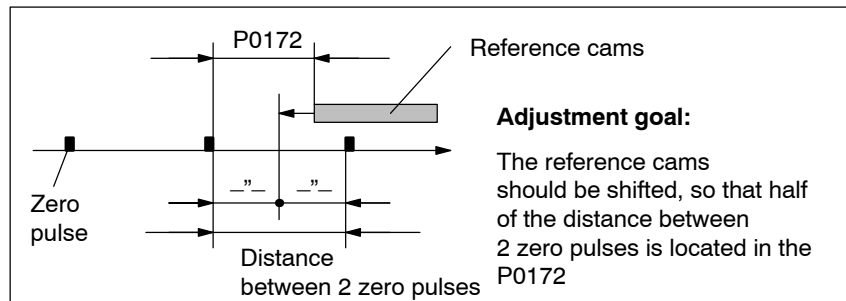 P0172
Reference cams
Adjustment goal:
The reference cams
should be shifted, so that half
of the distance between
2 zero pulses is located in the
P0172
_”_ _”_
Zero
pulse
Distance
between 2 zero pulses